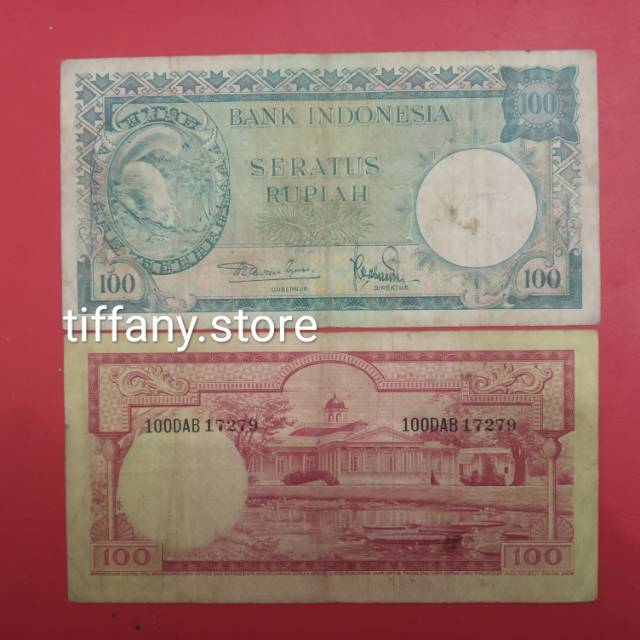 BANK INDONESIA
100
SERATUS
RUPIAH
GUBERNUR
DIREKTUR
100
100
tiffany.store
100DAB 17279
100DAB 17279
100
100